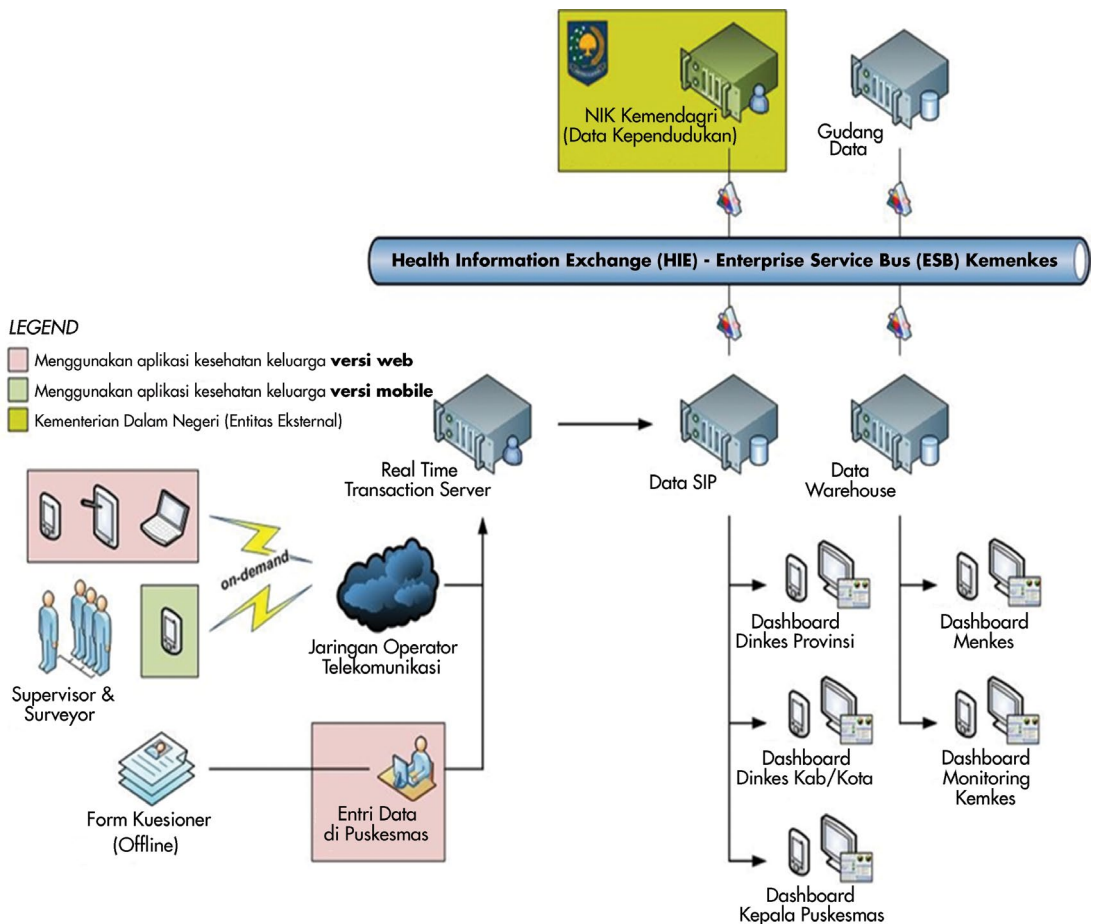 NIK Kemendagri
(Data Kependudukan)
Gudang
Data
Health Information Exchange (HIE) - Enterprise Service Bus (ESB) Kemenkes
LEGEND
Menggunakan aplikasi kesehatan keluarga versi web
Menggunakan aplikasi kesehatan keluarga versi mobile
Kementerian Dalam Negeri (Entitas Eksternal)
Real Time
Transaction Server
Data SIP
Data
Warehouse
on-demand
Jaringan Operator
Telekomunikasi
Supervisor &
Surveyor
Form Kuesioner
(Offline)
Entri Data
di Puskesmas
Dashboard
Dinkes Provinsi
Dashboard
Menkes
Dashboard
Dinkes Kab/Kota
Dashboard
Monitoring
Kemkes
Dashboard
Kepala Puskesmas